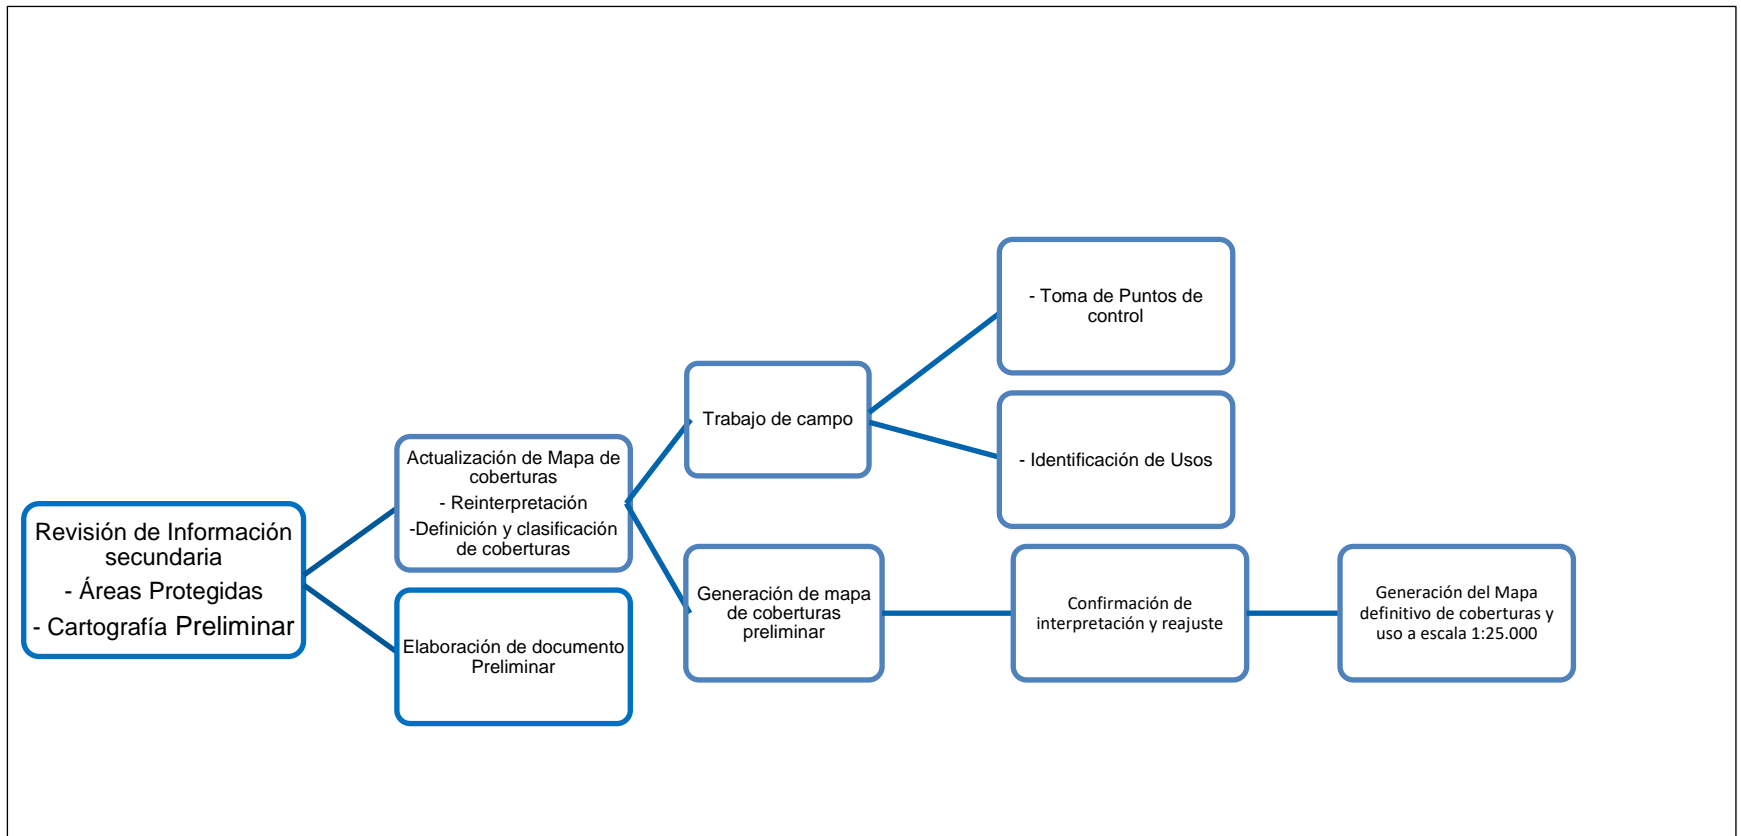 Revisión de Información
secundaria
- Áreas Protegidas
- Cartografía Preliminar
Actualización de Mapa de
coberturas
- Reinterpretación
-Definición y clasificación
de coberturas
Elaboración de documento
Preliminar
Trabajo de campo
Generación de mapa
de coberturas
preliminar
- Toma de Puntos de
control
- Identificación de Usos
Confirmación de
interpretación y reajuste
Generación del Mapa
definitivo de coberturas y
uso a escala 1:25.000